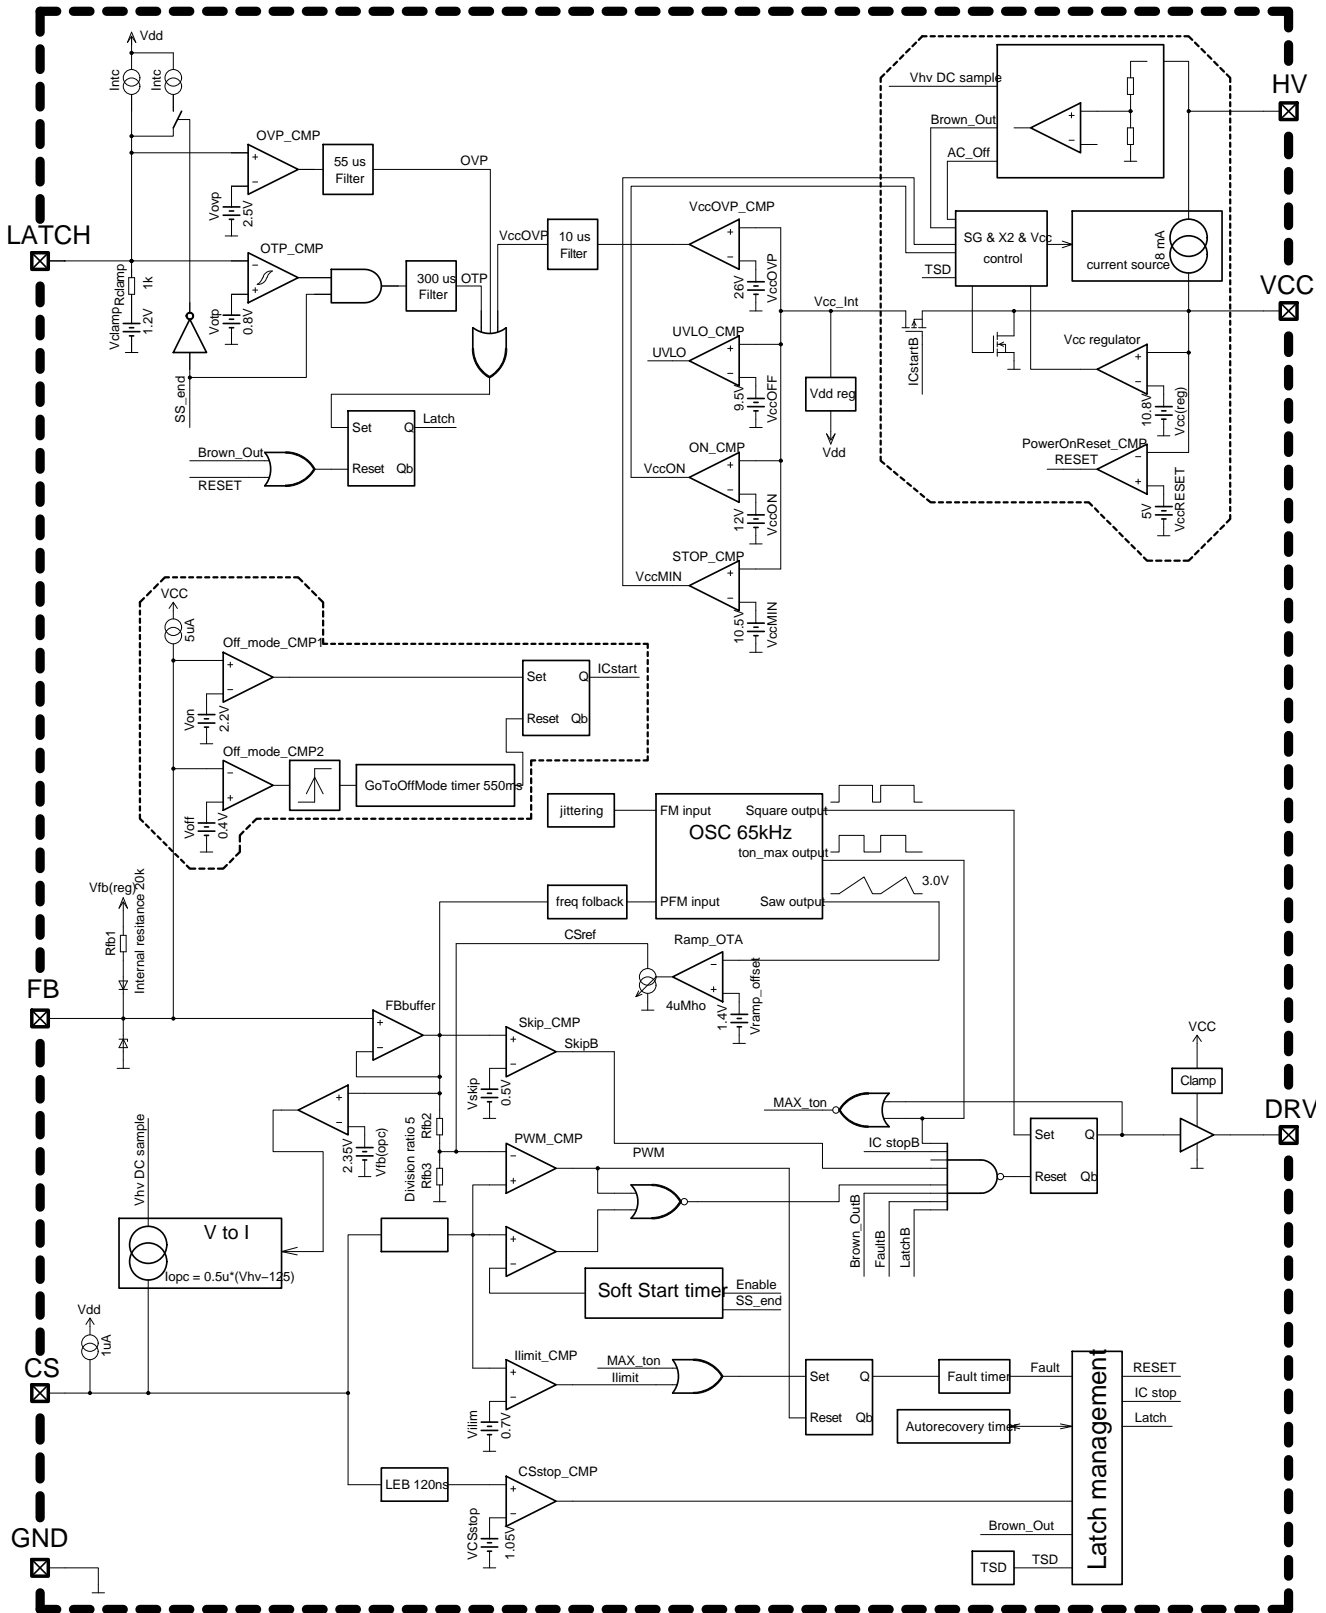 Vdd
Intc
Intc
OVP_CMP
55 us
Filter
OVP
Vovp
2.5V
LATCH
OTP_CMP
300 us
Filter
OTP
Rclamp
1k
Vclamp
1.2V
Votp
0.8V
SS_end
Set
Q
Latch
Reset
Qb
Brown_Out
RESET
VccOVP
10 us
Filter
VccOVP_CMP
26V
VccOVP
Vcc_Int
UVLO_CMP
UVLO
9.5V
VccOFF
Vdd reg
Vdd
ON_CMP
VccON
12V
VccON
STOP_CMP
VccMIN
10.5V
VccMIN
Vhv DC sample
Brown_Out
AC_Off
HV
SG & X2 & Vcc
control
TSD
8 mA
current source
VCC
ICstartB
Vcc regulator
10.8V
Vcc(reg)
PowerOnReset_CMP
RESET
5V
VccRESET
VCC
5uA
Off_mode_CMP1
Von
2.2V
Set
Q
ICstart
Reset
Qb
Off_mode_CMP2
GoToOffMode timer 550ms
Voff
0.4V
jittering
FM input
Square output
OSC 65kHz
ton_max output
freq folback
PFM input
Saw output
3.0V
Vfb(reg)
Rfb1
Internal resitance 20k
CSref
Ramp_OTA
4uMho
1.4V
Vramp_offset
FB
FBbuffer
Skip_CMP
SkipB
Vskip
0.5V
2.35V
Vfb(opc)
Division ratio 5
Rfb2
Rfb3
PWM_CMP
PWM
MAX_ton
IC stopB
Brown_OutB
FaultB
LatchB
Set
Q
Reset
Qb
VCC
Clamp
DRV
Vhv DC sample
V to I
Iopc = 0.5u*(Vhv−125)
Soft Start timer
Enable
SS_end
Vdd
1uA
CS
Ilimit_CMP
MAX_ton
Ilimit
Vilim
0.7V
Set
Q
Reset
Qb
Fault timer
Fault
Autorecovery timer
Latch management
RESET
IC stop
Latch
LEB 120ns
CSstop_CMP
VCSstop
1.05V
Brown_Out
TSD
TSD
GND